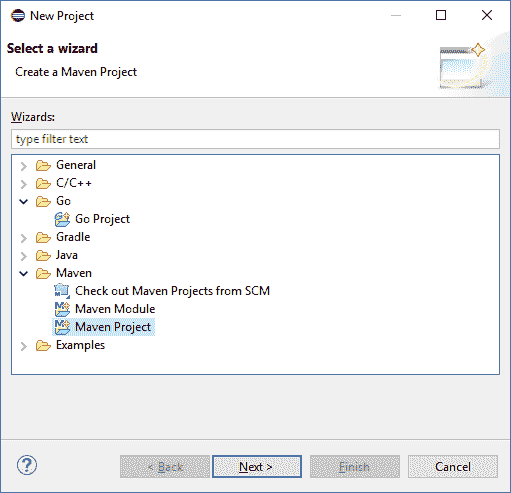 New Project
Select a wizard
Create a Maven Project
Wizards:
type filter text
General
C/C++
Go
Go Project
Gradle
Java
Maven
Check out Maven Projects from SCM
Maven Module
Maven Project
Examples
? < Back Next > Finish Cancel